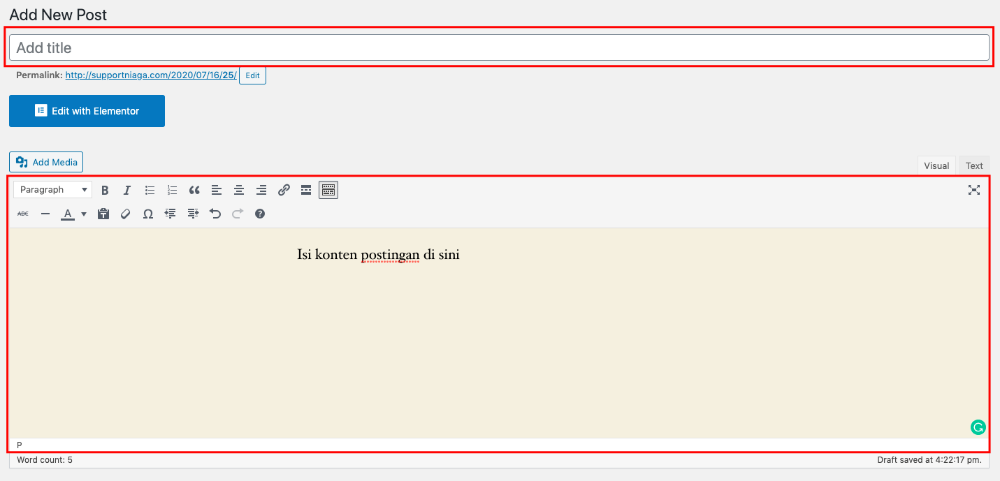 Add New Post
Add title
Permalink: http://supportniaga.com/2020/07/16/25/ Edit
Edit with Elementor
Add Media
Visual Text
Paragraph
ABC
A
Isi konten postingan di sini
P
Word count: 5
Draft saved at 4:22:17 pm.